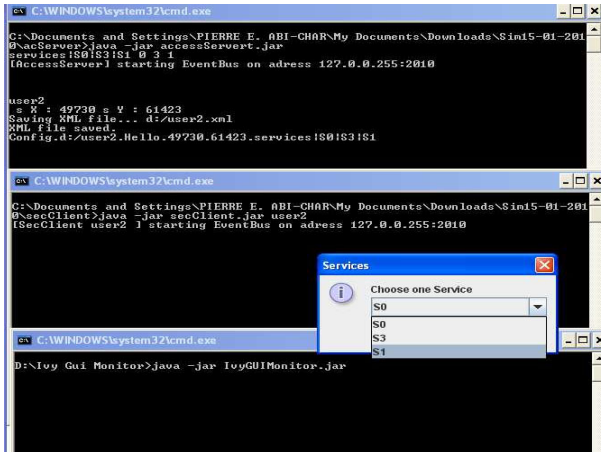 C:\WINDOWS\system32\cmd.exe
C:\Documents and Settings\PIERRE E. ABI-CHAR\My Documents\Downloads\Sim15-01-201
0\acServer>java -jar accessServert.jar
services!S0!S3!S1 0 3 1
[AccessServer] starting EventBus on adress 127.0.0.255:2010
user2
s X : 49730 s Y : 61423
Saving XML file... d:/user2.xml
XML file saved.
Config.d:/user2.Hello.49730.61423.services!S0!S3!S1
C:\WINDOWS\system32\cmd.exe
C:\Documents and Settings\PIERRE E. ABI-CHAR\My Documents\Downloads\Sim15-01-201
0\secClient>java -jar secClient.jar user2
[SecClient user2 ] starting EventBus on adress 127.0.0.255:2010
Services
Choose one Service
S0
S0
S3
S1
C:\WINDOWS\system32\cmd.exe
D:\Ivy Gui Monitor>java -jar IvyGUIMonitor.jar